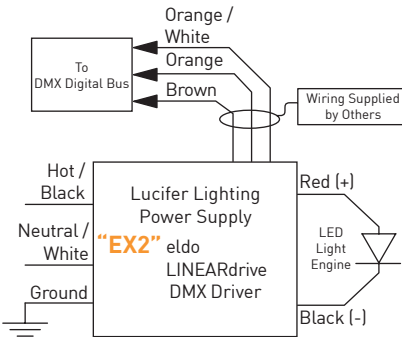 Orange /
White
Orange
Brown
To
DMX Digital Bus
Wiring Supplied
by Others
Hot /
Black
Neutral /
White
Ground
Lucifer Lighting
Power Supply
“EX2” eldo
LINEARdrive
DMX Driver
Red (+)
LED
Light
Engine
Black (-)